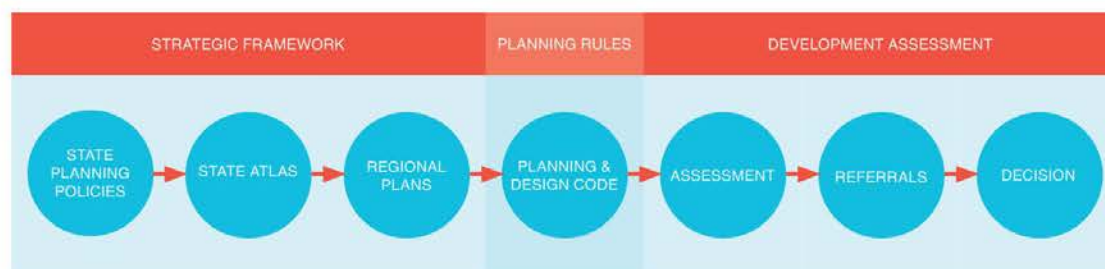 STRATEGIC FRAMEWORK
PLANNING RULES
DEVELOPMENT ASSESSMENT
STATE
PLANNING
POLICIES
STATE ATLAS
REGIONAL
PLANS
PLANNING &
DESIGN CODE
ASSESSMENT
REFERRALS
DECISION